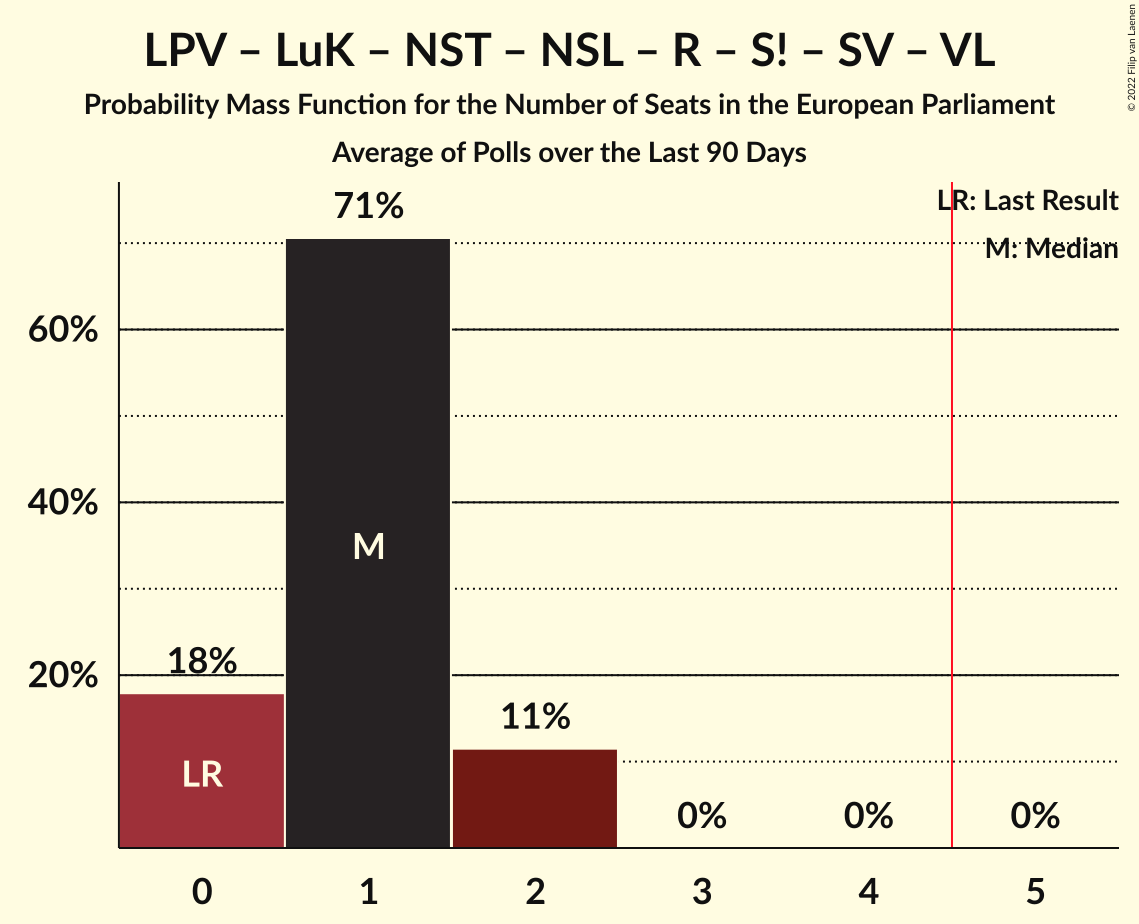 LPV – LuK – NST – NSL – R – S! – SV – VL
Probability Mass Function for the Number of Seats in the European Parliament
Average of Polls over the Last 90 Days
© 2022 Filip van Laenen
LR: Last Result
M: Median
71%
60%
40%
M
18%
20%
11%
LR
0%
0%
0%
0
1
2
3
4
5